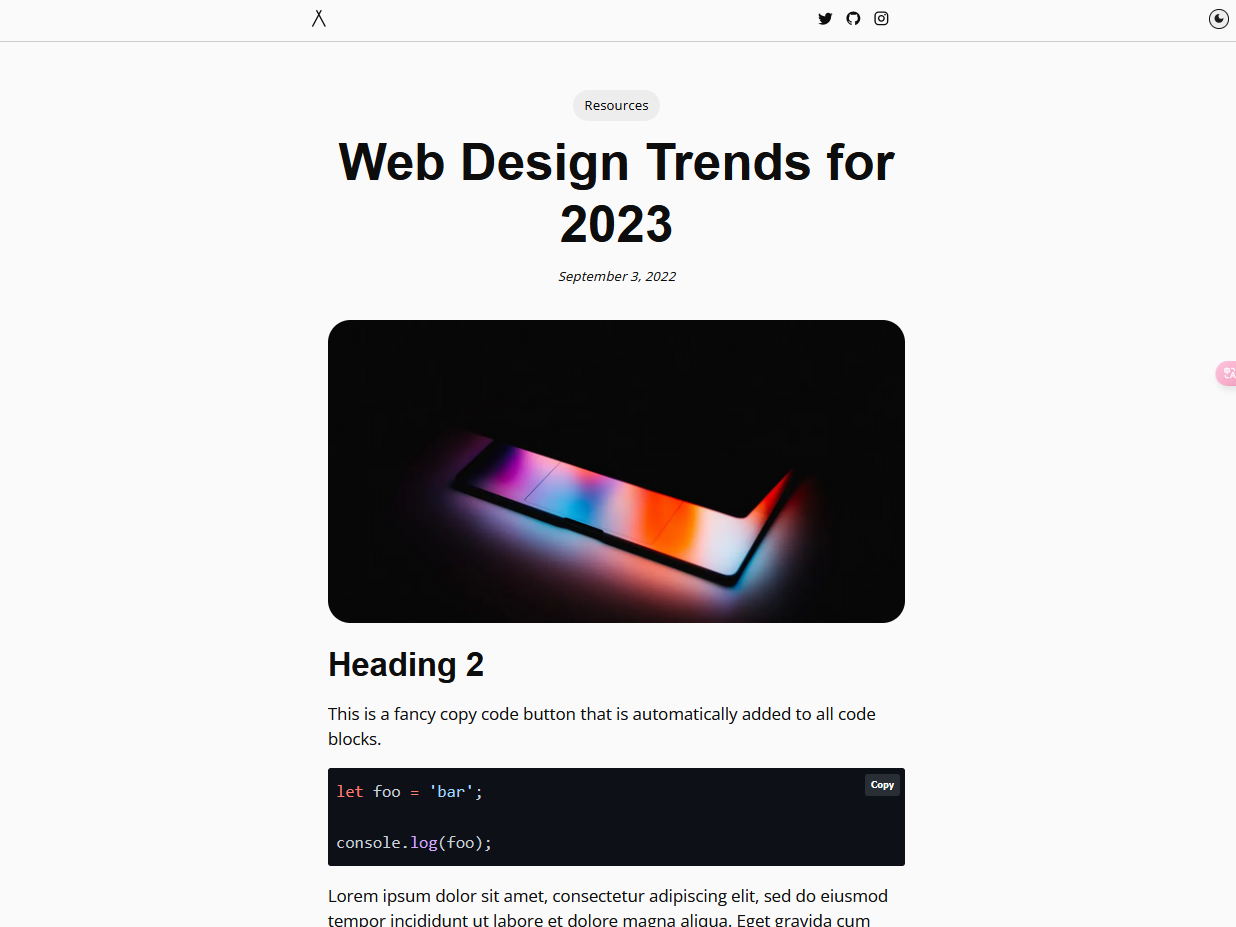 Resources
Web Design Trends for
2023
September 3, 2022
Heading 2
This is a fancy copy code button that is automatically added to all code
blocks.
Copy
let foo = 'bar';
console.log(foo);
Lorem ipsum dolor sit amet, consectetur adipiscing elit, sed do eiusmod
tempor incididunt ut labore et dolore magna aliqua. Eget gravida cum